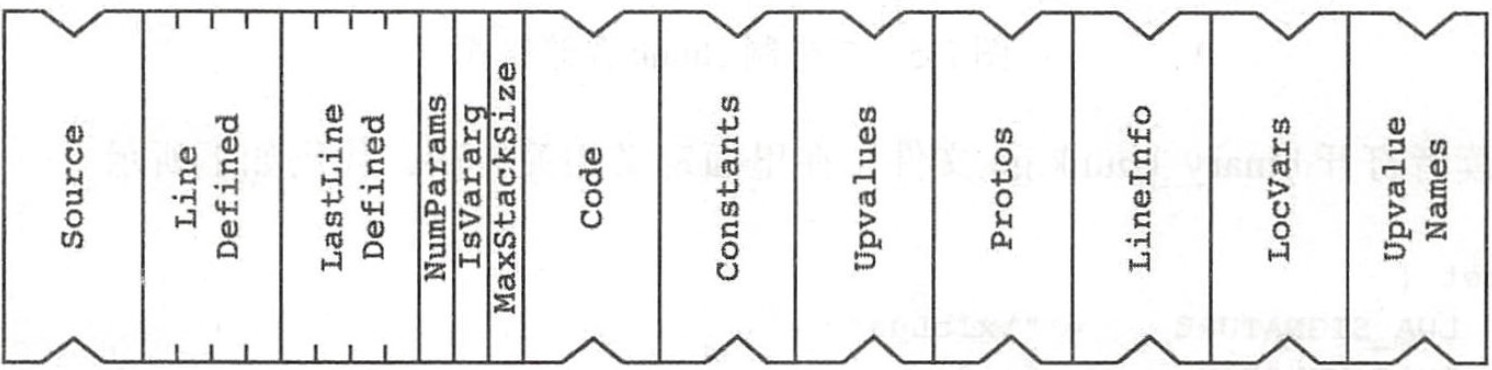 Source
Line
Defined
LastLine
Defined
NumParams
IsVararg
MaxStackSize
Code
Constants
Upvalues
Protos
LineInfo
LocVars
Upvalue
Names